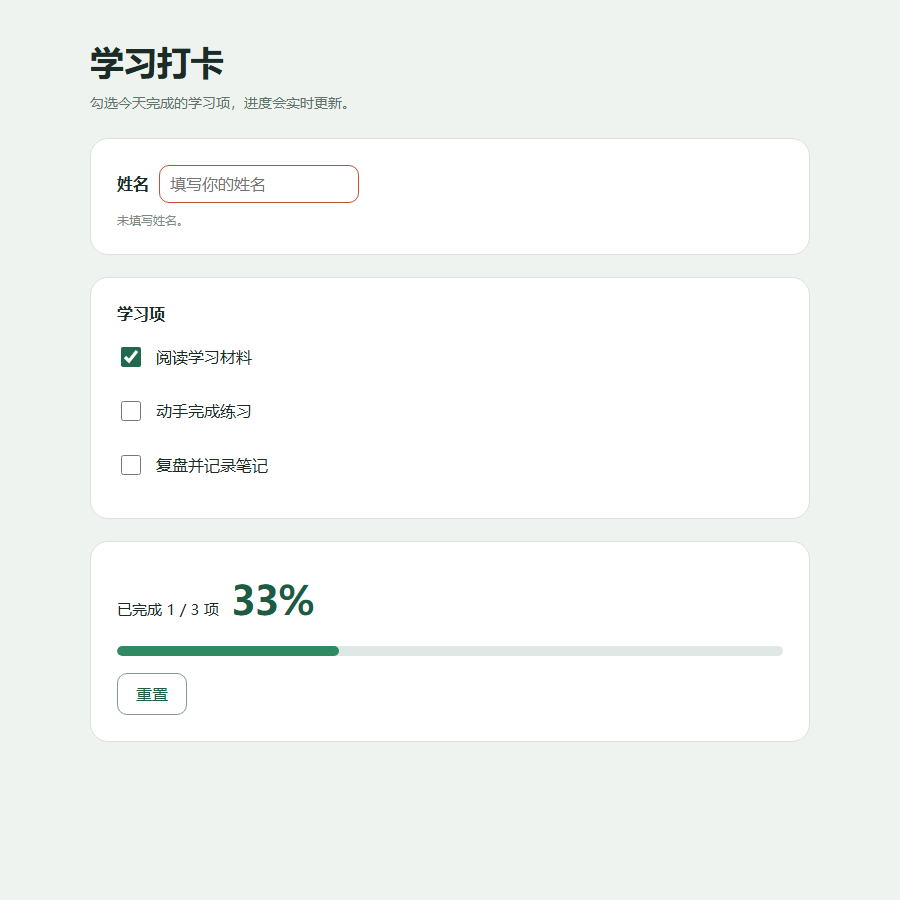 学习打卡
勾选今天完成的学习项，进度会实时更新。
姓名 填写你的姓名
未填写姓名。
学习项
阅读学习材料
动手完成练习
复盘并记录笔记
已完成 1 / 3 项 33%
重置